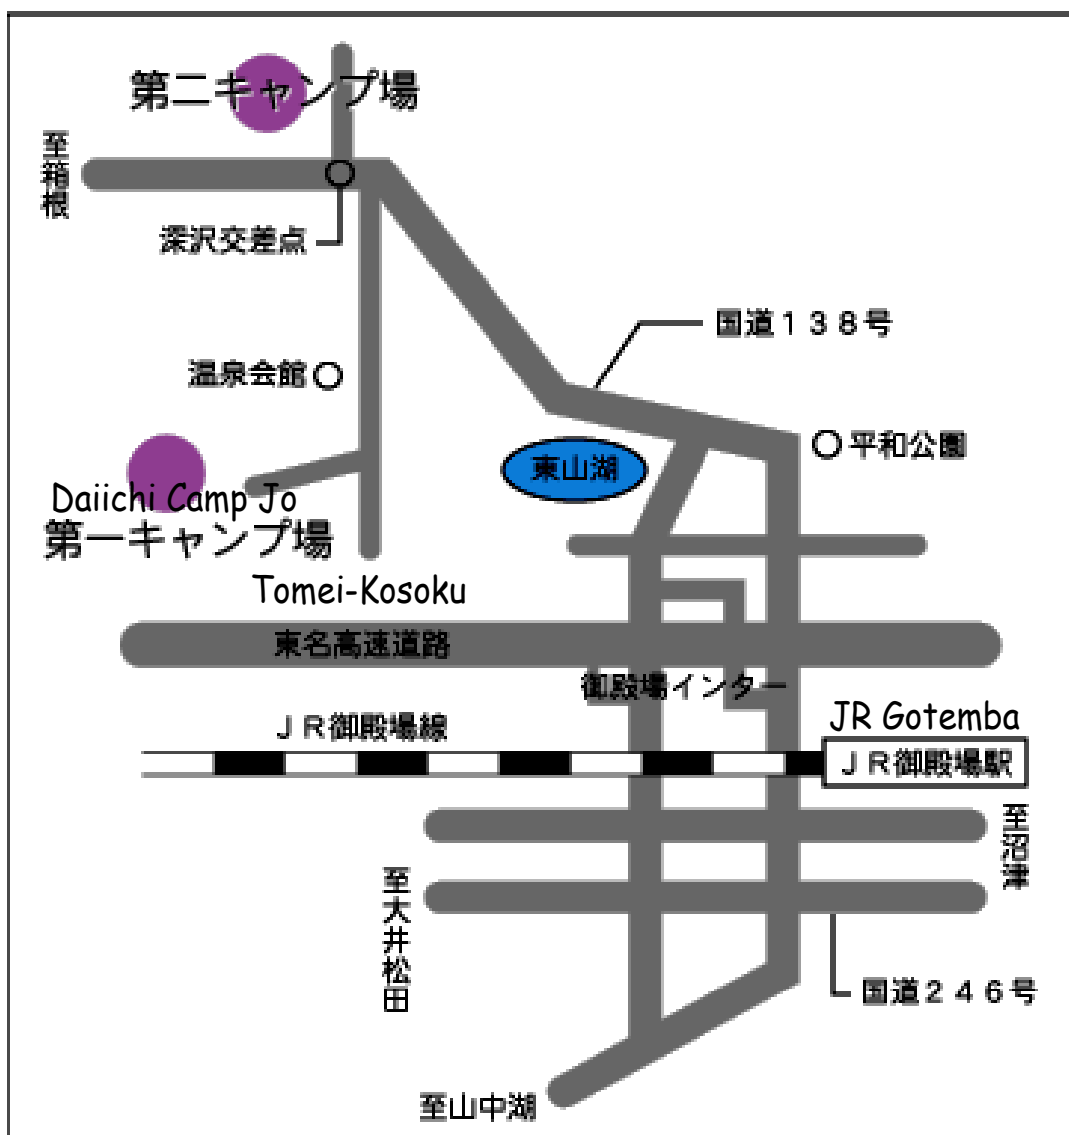 第二キャンプ場
至箱根
深沢交差点
国道138号
温泉会館
平和公園
東山湖
Daiichi Camp Jo
第一キャンプ場
Tomei-Kosoku
東名高速道路
御殿場インター
JR御殿場線
JR Gotemba
JR御殿場駅
至沼津
至大井松田
国道246号
至山中湖